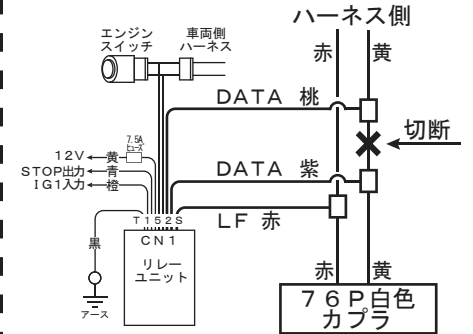 ハーネス側
エンジン
スイッチ
車両側
ハーネス
赤
黄
DATA 桃
切断
7.5A
ヒューズ
12V
黄
DATA 紫
STOP出力
青
IG1入力
橙
T152S
LF 赤
CN1
黒
リレー
ユニット
赤
黄
アース
76P白色
カプラ